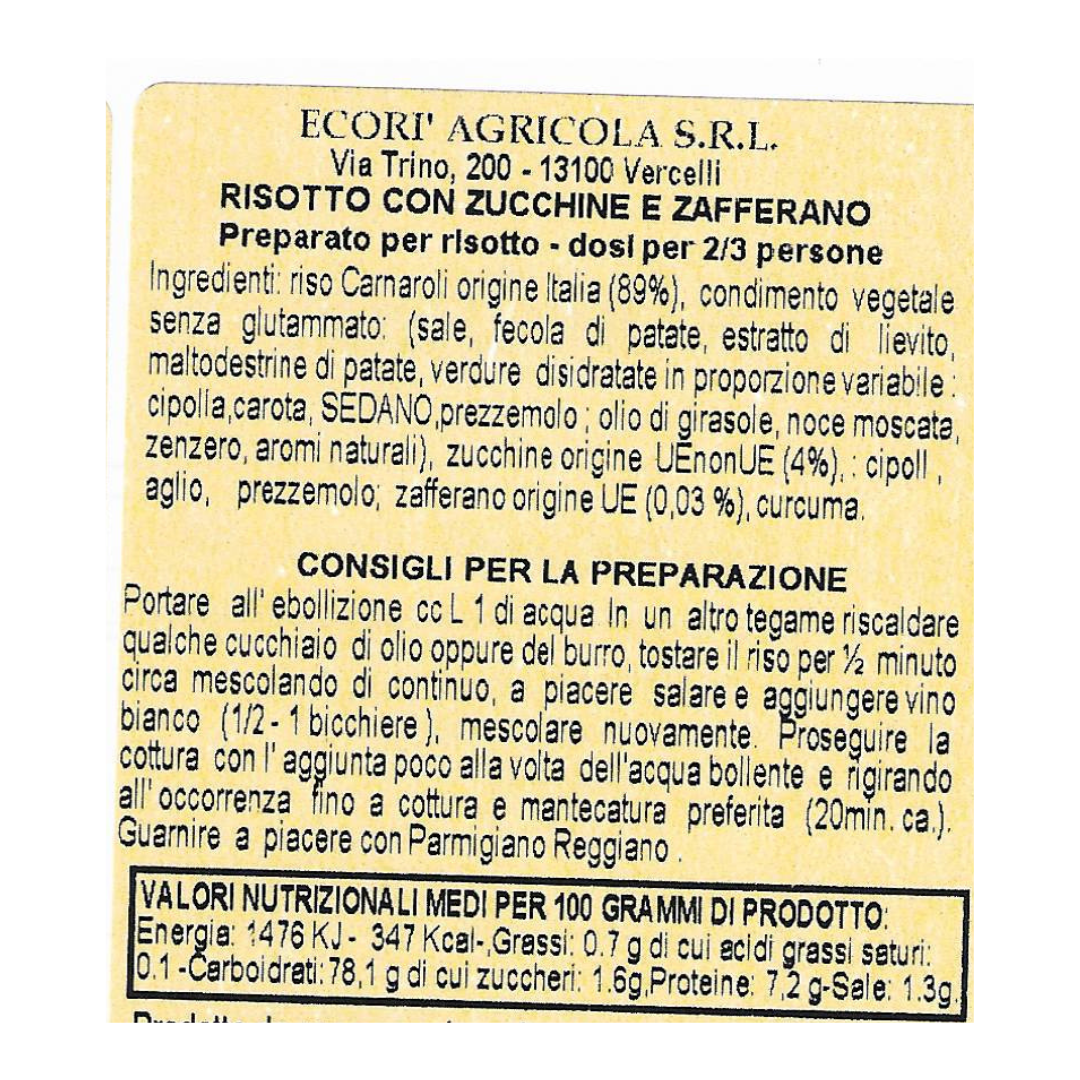 ECORI' AGRICOLA S.R.L.
Via Trino, 200 - 13100 Vercelli
RISOTTO CON ZUCCHINE E ZAFFERANO
Preparato per risotto - dosi per 2/3 persone
Ingredienti: riso Carnaroli origine Italia (89%), condimento vegetale
senza glutammato: (sale, fecola di patate, estratto di lievito,
maltodestrine di patate, verdure disidratate in proporzione variabile :
cipolla,carota, SEDANO,prezzemolo ; olio di girasole, noce moscata,
zenzero, aromi naturali), zucchine origine UEnonUE (4%), : cipoll ,
aglio, prezzemolo; zafferano origine UE (0,03 %), curcuma.
CONSIGLI PER LA PREPARAZIONE
Portare all' ebollizione cc L 1 di acqua In un altro tegame riscaldare
qualche cucchiaio di olio oppure del burro, tostare il riso per ½ minuto
circa mescolando di continuo, a piacere salare e aggiungere vino
bianco (1/2 - 1 bicchiere ), mescolare nuovamente. Proseguire la
cottura con l' aggiunta poco alla volta dell'acqua bollente e rigirando
all' occorrenza fino a cottura e mantecatura preferita (20min. ca.).
Guarnire a piacere con Parmigiano Reggiano .
VALORI NUTRIZIONALI MEDI PER 100 GRAMMI DI PRODOTTO:
Energia: 1476 KJ - 347 Kcal-,Grassi: 0.7 g di cui acidi grassi saturi:
0.1 -Carboidrati: 78,1 g di cui zuccheri: 1.6g,Proteine: 7,2 g-Sale: 1.3g